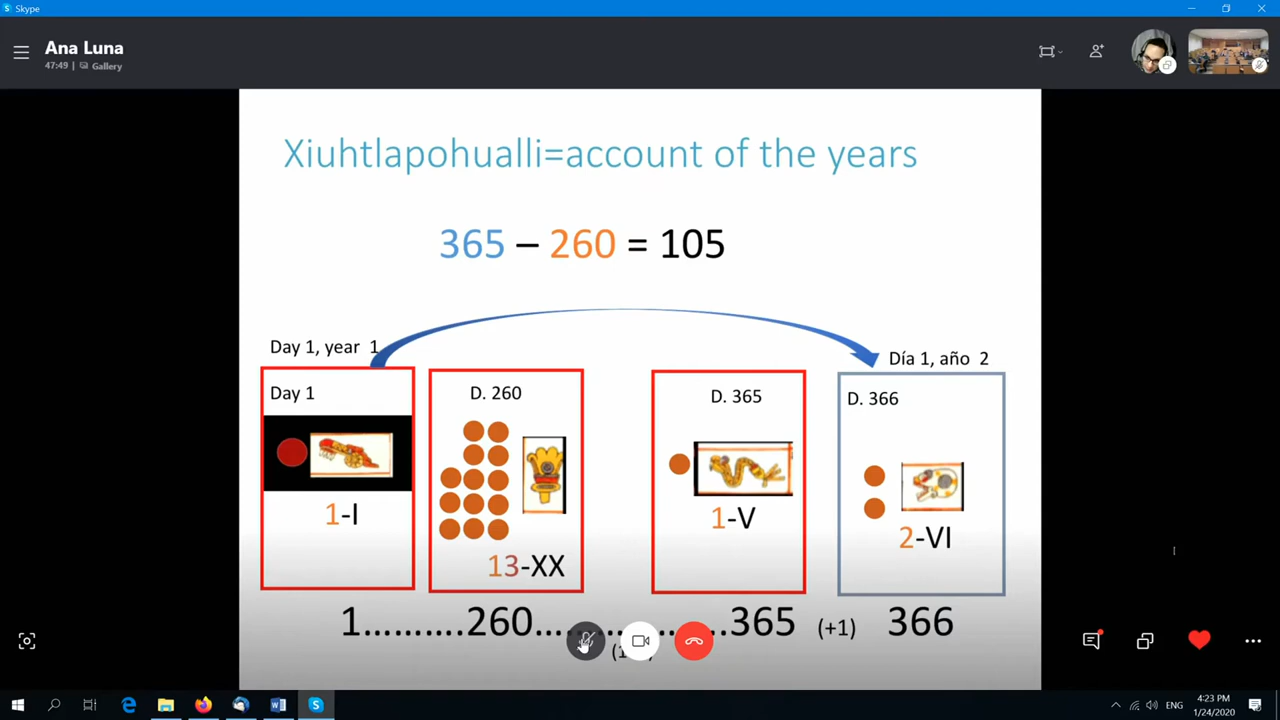 Skype
Ana Luna
47:49 | Gallery
Xiuhtlapohualli=account of the years
365 – 260 = 105
Day 1, year 1
Día 1, año 2
Day 1
D. 260
D. 365
D. 366
1-I
13-XX
1-V
2-VI
1..........260.... ..365 (+1) 366
ENG
4:23 PM
1/24/2020